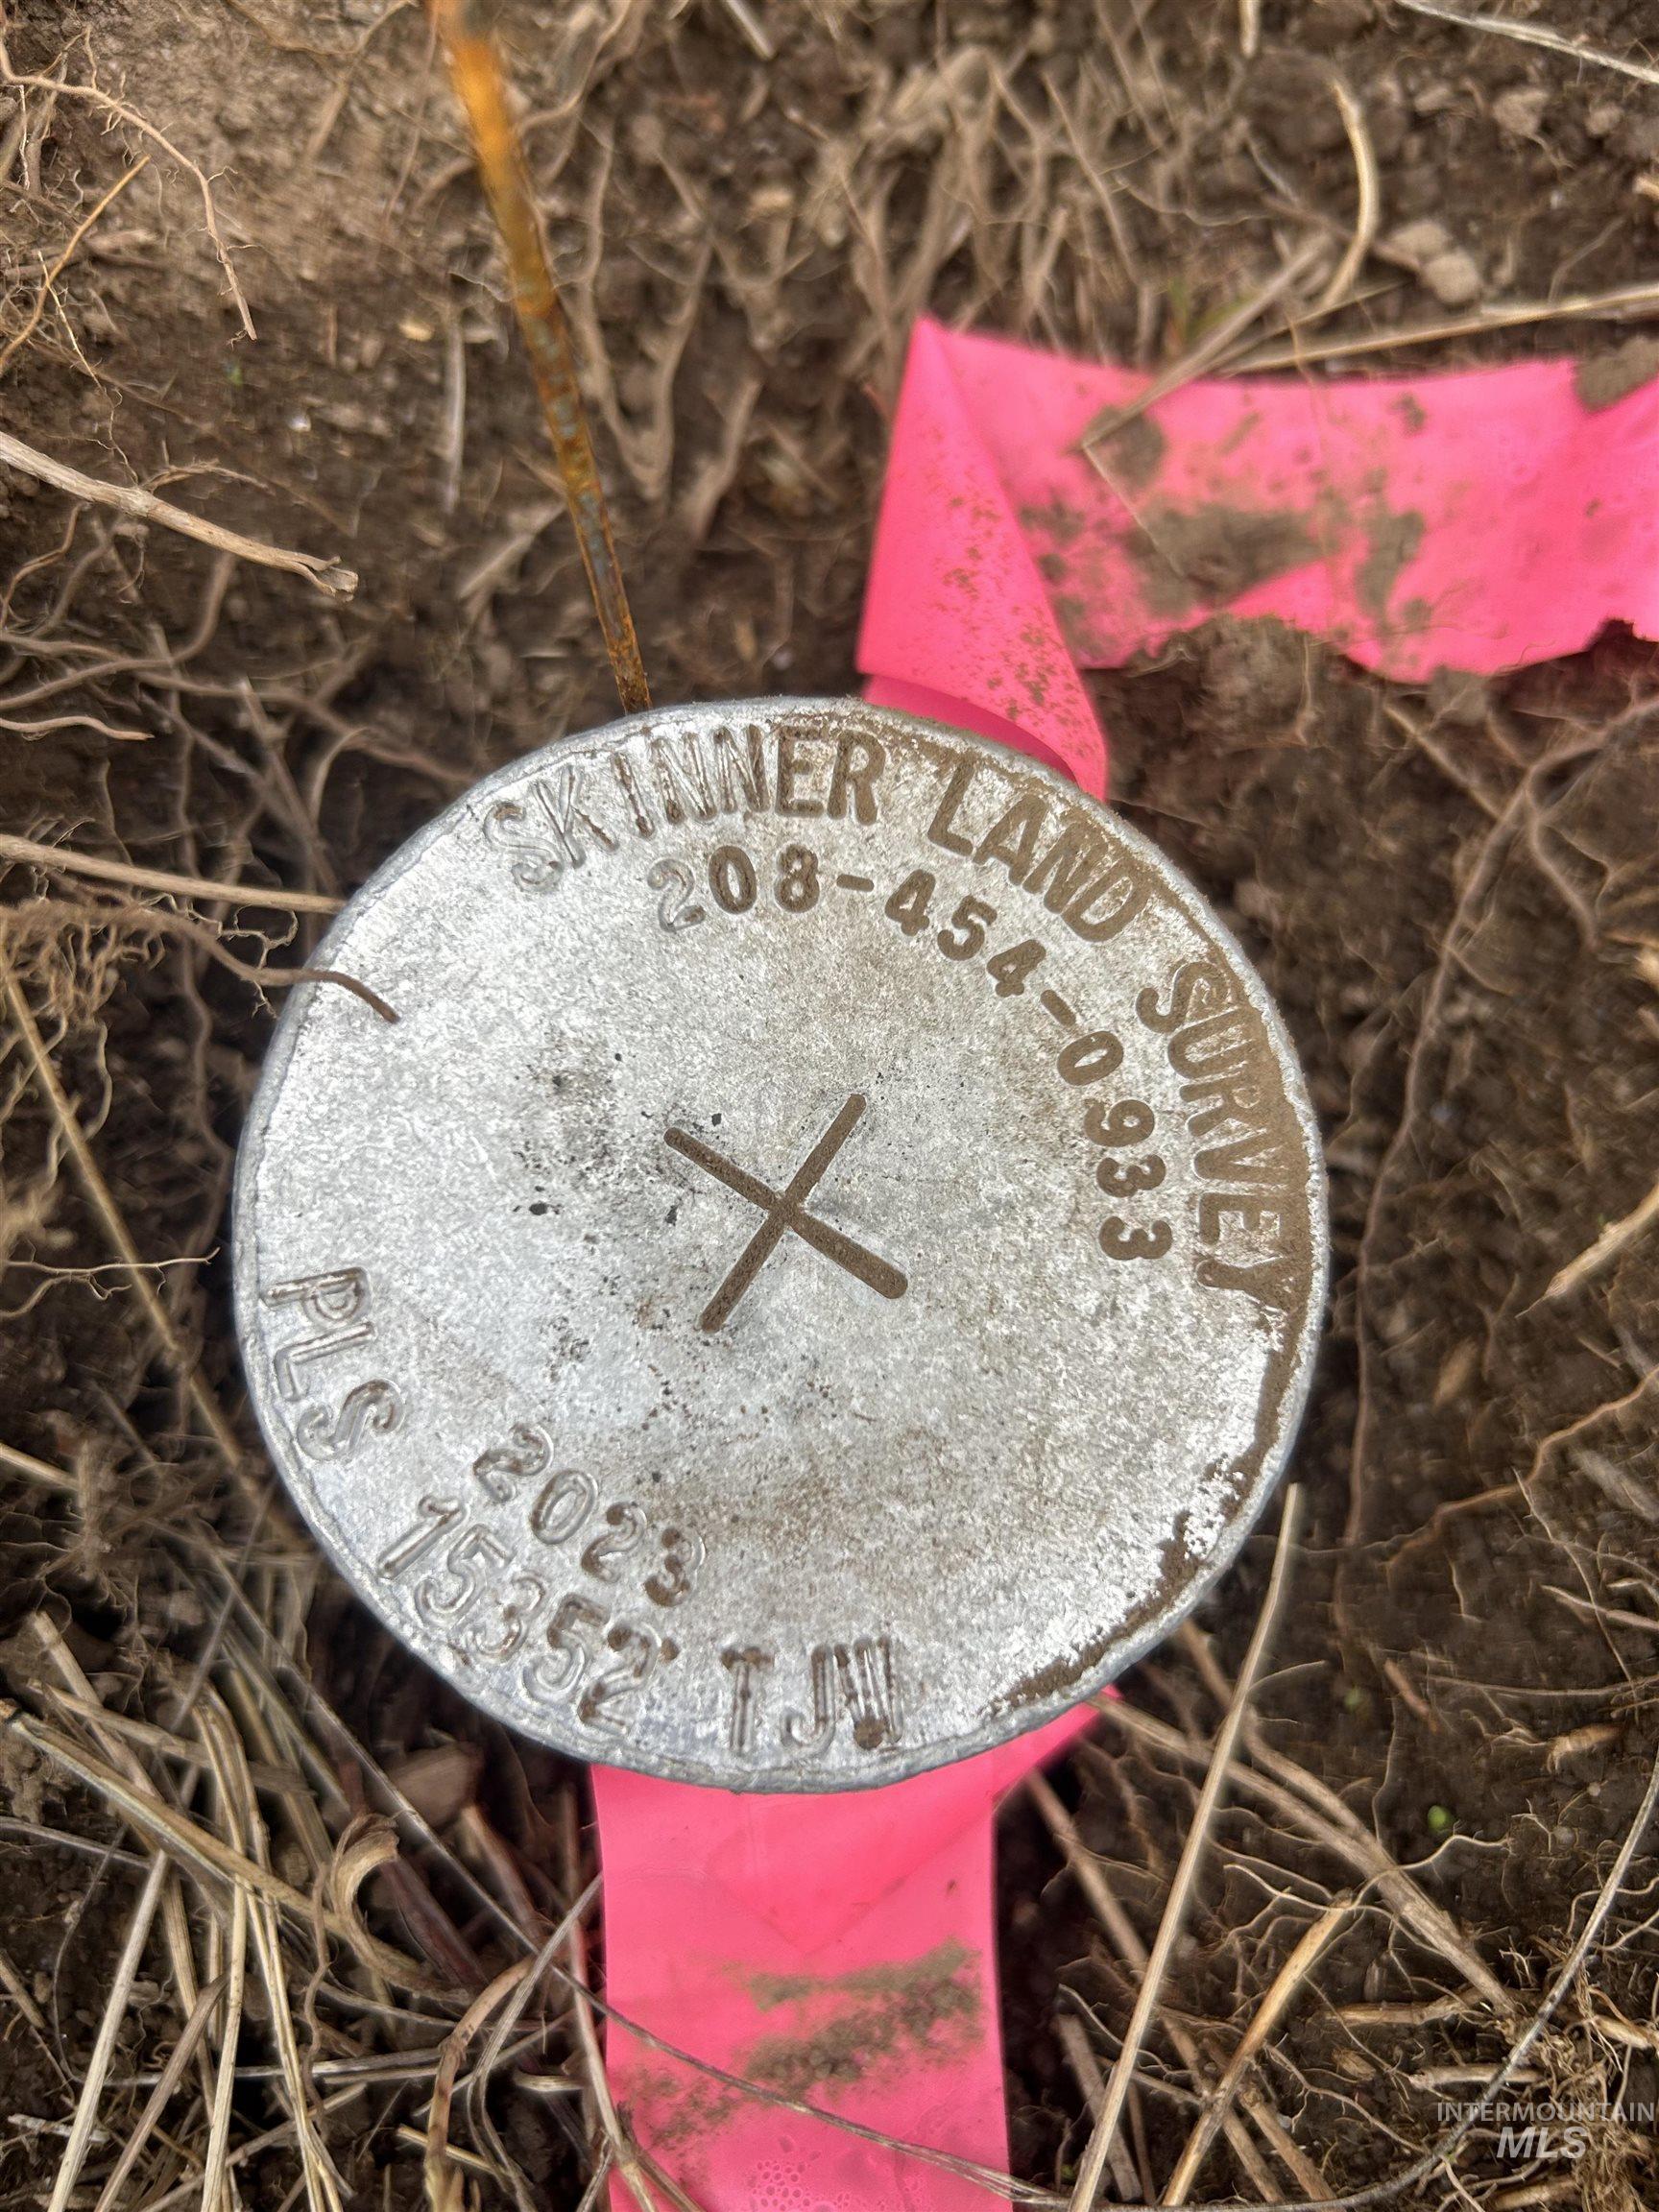 SKINNER LAND SURVEY
208-454-0933
2023
PLS 15352 TJW
INTERMOUNTAIN
MLS